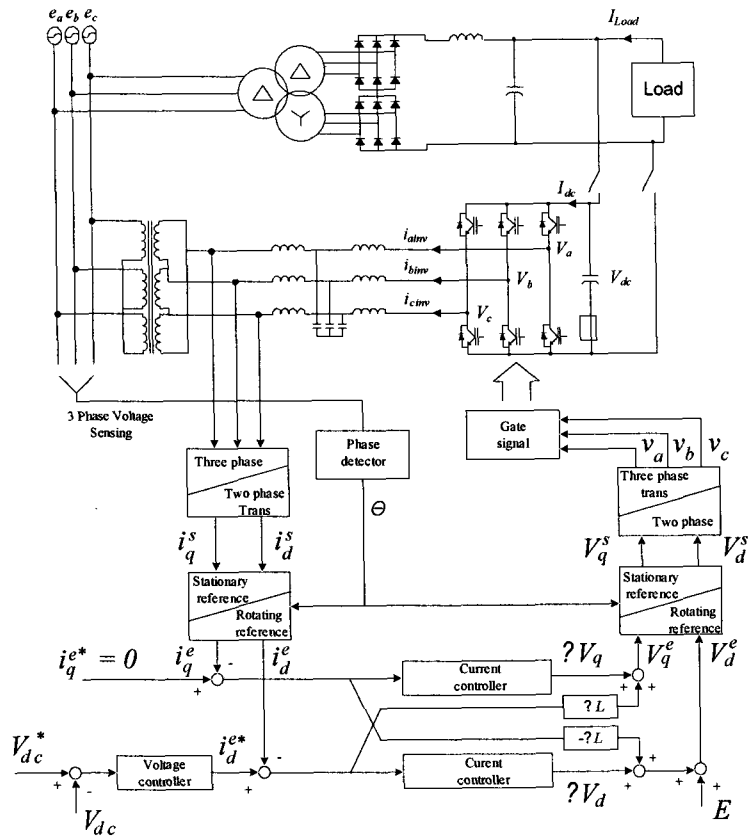 e_a e_b e_c
I_Load
Load
I_dc
i_ainv
V_a
i_binv
V_b
V_dc
i_cinv
V_c
3 Phase Voltage
Sensing
Phase
detector
Gate
signal
v_a v_b v_c
Three phase
Two phase
Trans
Θ
Three phase
trans
Two phase
i_q^s i_d^s
V_q^s V_d^s
Stationary
reference
Rotating
reference
Stationary
reference
Rotating
reference
i_q^e* = 0
i_q^e
-
i_d^e
+
Current
controller
? V_q
V_q^e
V_d^e
+ +
? L
-? L
V_dc*
Voltage
controller
i_d^e*
-
Curent
controller
+
+ -
+
+ +
+ +
V_dc
? V_d
E